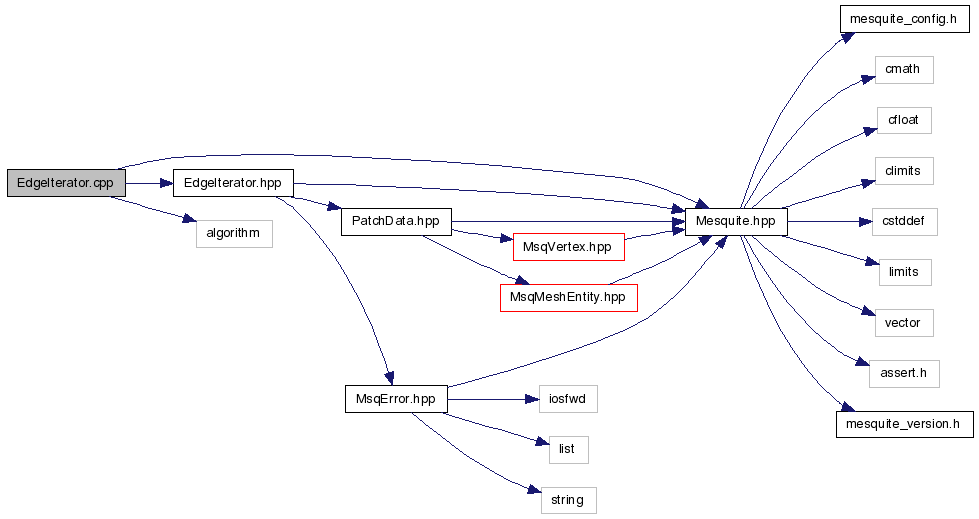 mesquite_config.h
cmath
cfloat
climits
EdgeIterator.cpp
EdgeIterator.hpp
PatchData.hpp
Mesquite.hpp
cstddef
algorithm
MsqVertex.hpp
limits
MsqMeshEntity.hpp
vector
assert.h
MsqError.hpp
iosfwd
mesquite_version.h
list
string